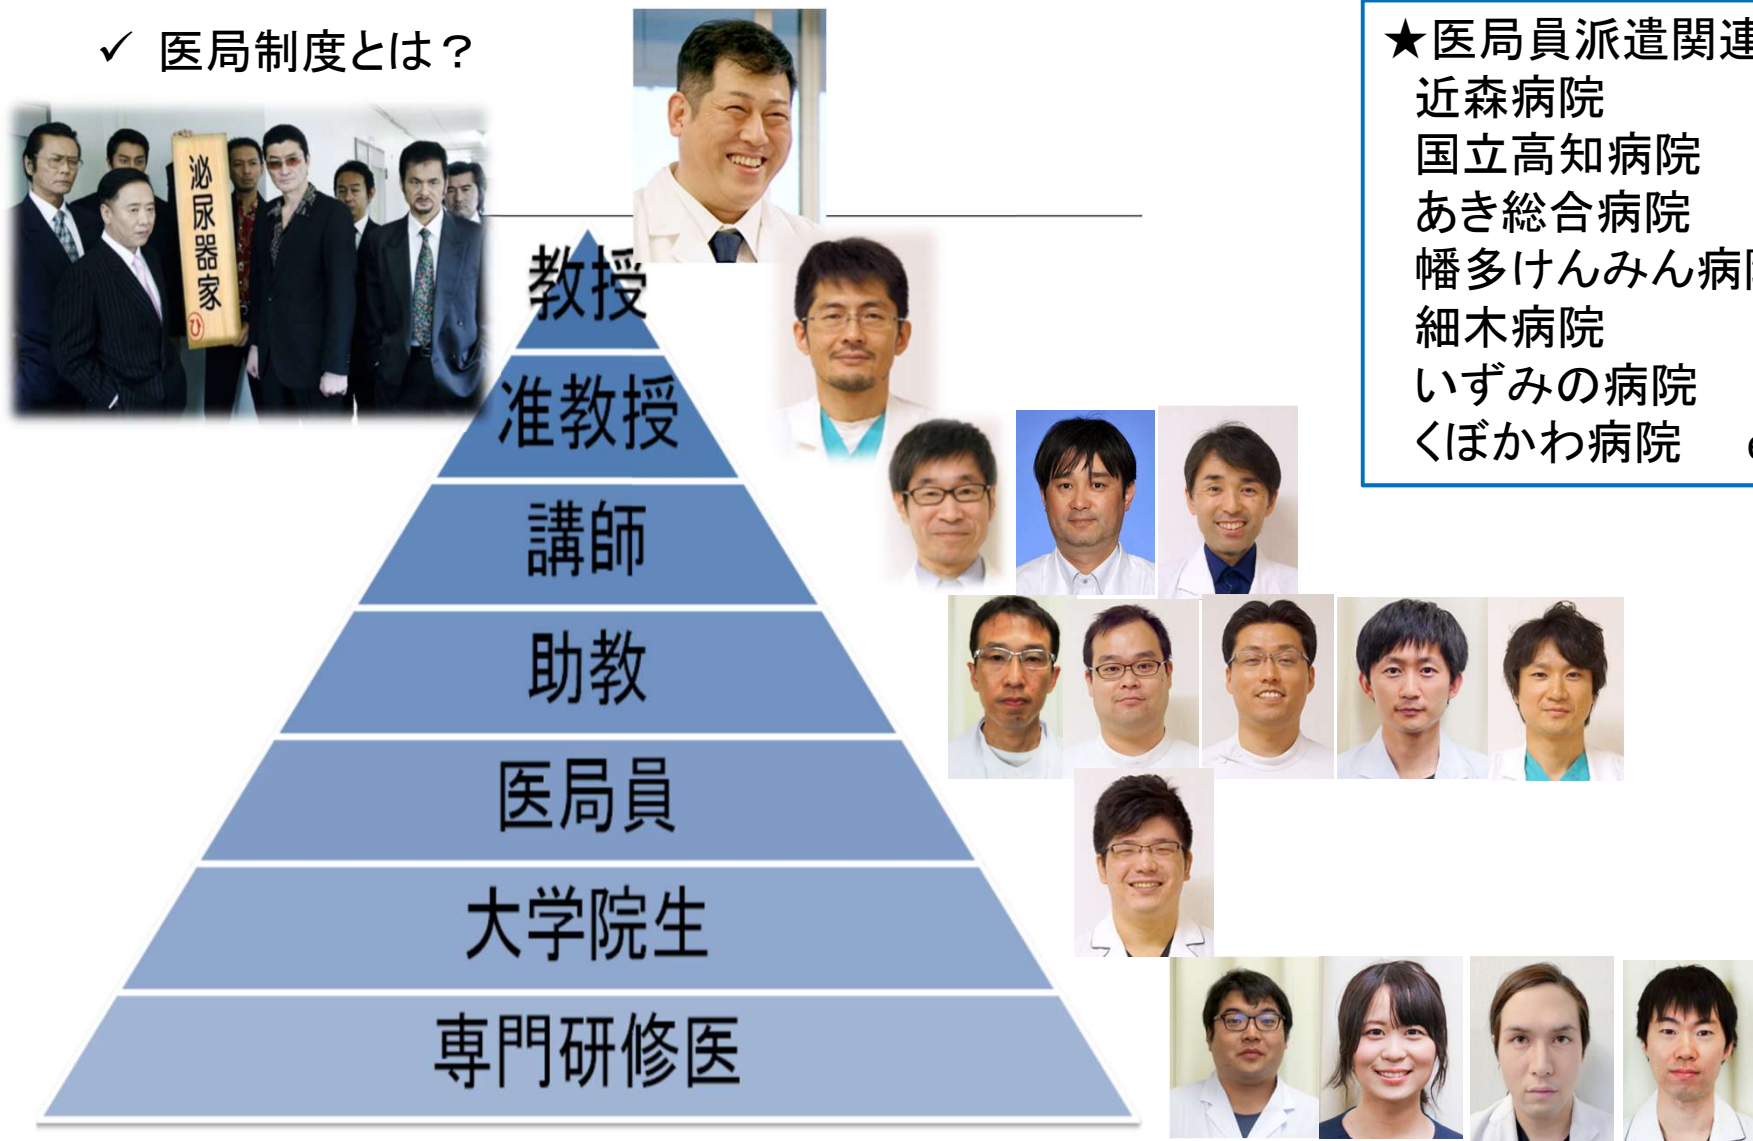 ✓ 医局制度とは？
泌尿器家
ひ
教授
准教授
講師
助教
医局員
大学院生
専門研修医
★医局員派遣関連
近森病院
国立高知病院
あき総合病院
幡多けんみん病院
細木病院
いずみの病院
くぼかわ病院